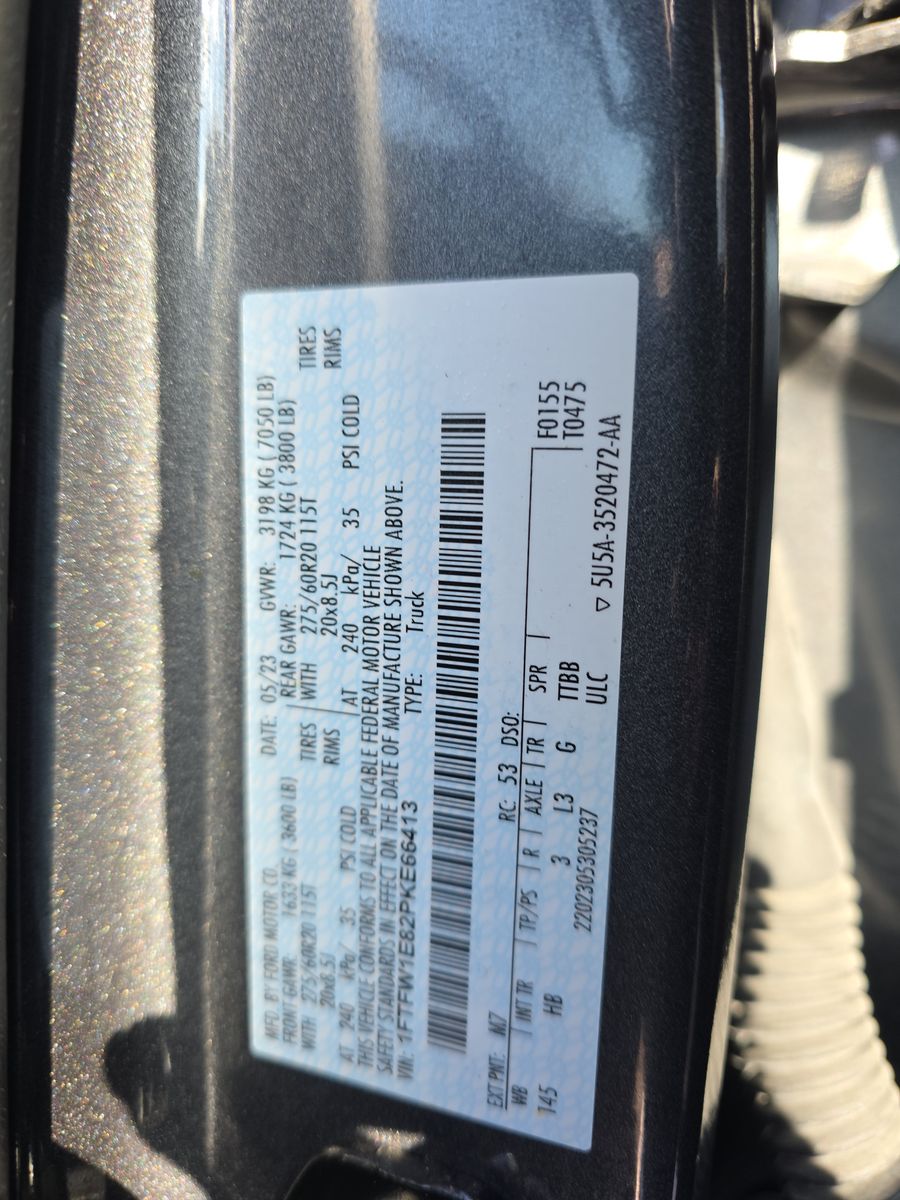 MFD. BY FORD MOTOR CO. DATE: 05/23 GVWR: 3198 KG ( 7050 LB)
FRONT GAWR: 1633 KG ( 3600 LB) REAR GAWR: 1724 KG ( 3800 LB)
WITH 275/60R20 115T TIRES WITH 275/60R20 115T TIRES
20x8.5J RIMS 20x8.5J RIMS
AT 240 kPa/ 35 PSI COLD AT 240 kPa/ 35 PSI COLD
THIS VEHICLE CONFORMS TO ALL APPLICABLE FEDERAL MOTOR VEHICLE
SAFETY STANDARDS IN EFFECT ON THE DATE OF MANUFACTURE SHOWN ABOVE.
VIN: 1FTFW1E82PKE66413 TYPE: Truck
EXT PNT: M7 RC: 53 DSO: F0155
WB INT TR TP/PS R AXLE TR SPR T0475
145 HB 3 L3 G TTBB
2202305305237 ULC ▽ 5U5A-3520472-AA